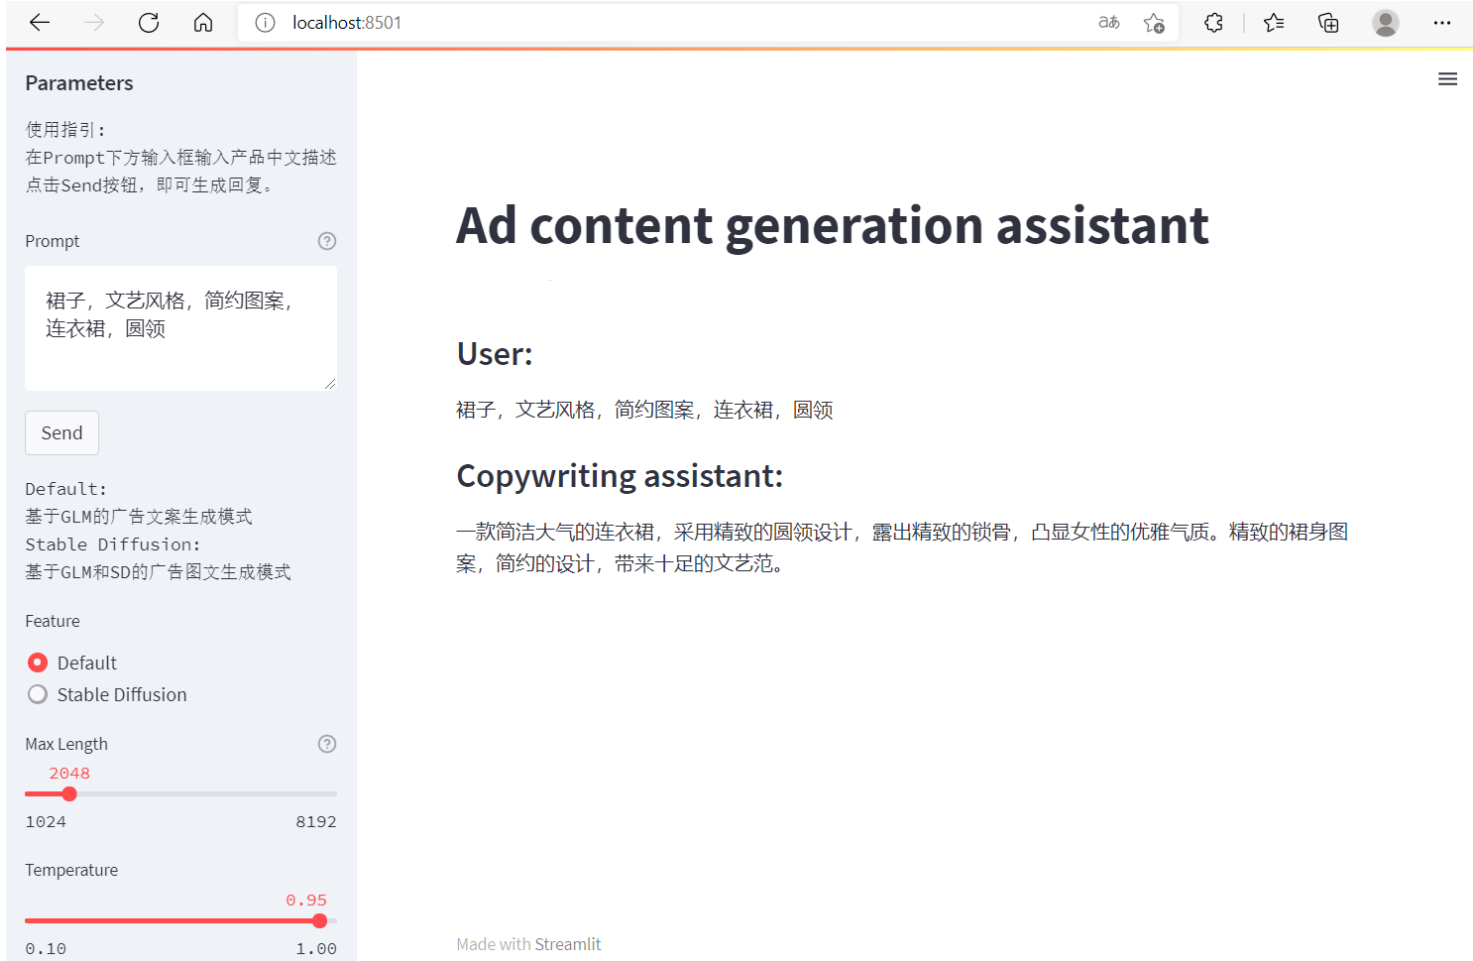 localhost:8501
Parameters
使用指引:
在Prompt下方输入框输入产品中文描述
点击Send按钮，即可生成回复。
Prompt
裙子，文艺风格，简约图案，
连衣裙，圆领
Send
Default:
基于GLM的广告文案生成模式
Stable Diffusion:
基于GLM和SD的广告图文生成模式
Feature
Default
Stable Diffusion
Max Length
2048
1024 8192
Temperature
0.95
0.10 1.00
Ad content generation assistant
User:
裙子，文艺风格，简约图案，连衣裙，圆领
Copywriting assistant:
一款简洁大气的连衣裙，采用精致的圆领设计，露出精致的锁骨，凸显女性的优雅气质。精致的裙身图
案，简约的设计，带来十足的文艺范。
Made with Streamlit